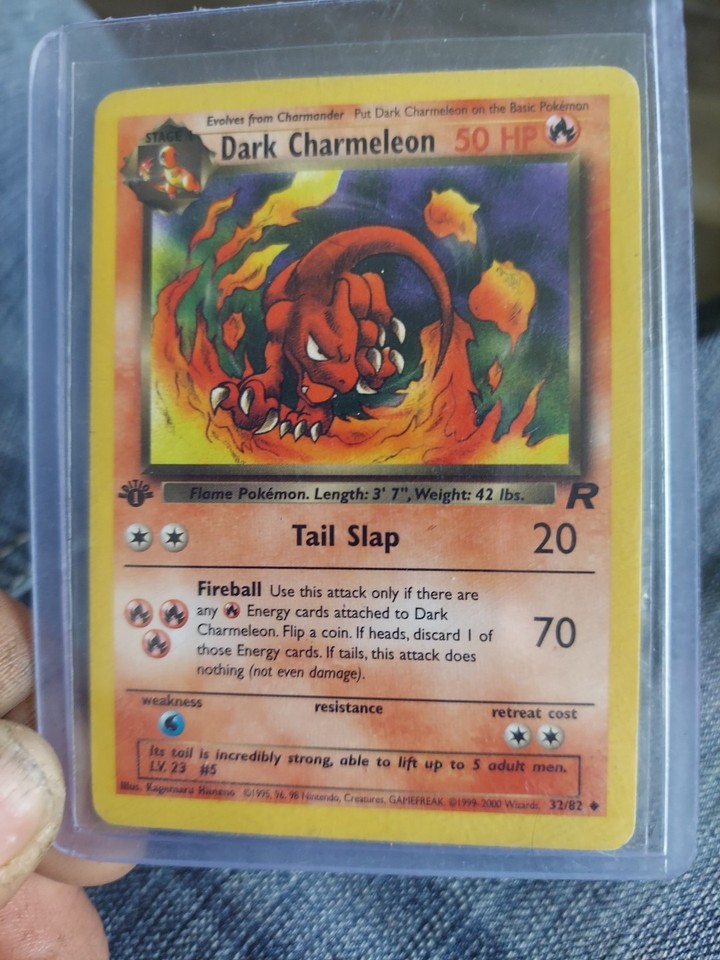 Evolves from Charmander Put Dark Charmeleon on the Basic Pokémon
STAGE
Dark Charmeleon 50 HP
EDITION
1
Flame Pokémon. Length: 3' 7", Weight: 42 lbs.
R
Tail Slap 20
Fireball Use this attack only if there are
any Energy cards attached to Dark
Charmeleon. Flip a coin. If heads, discard 1 of
those Energy cards. If tails, this attack does
nothing (not even damage).
70
weakness resistance retreat cost
Its tail is incredibly strong, able to lift up to 5 adult men.
LV. 23 #5
Illus. Kagemaru Himeno ©1995, 96, 98 Nintendo, Creatures, GAMEFREAK. ©1999-2000 Wizards. 32/82